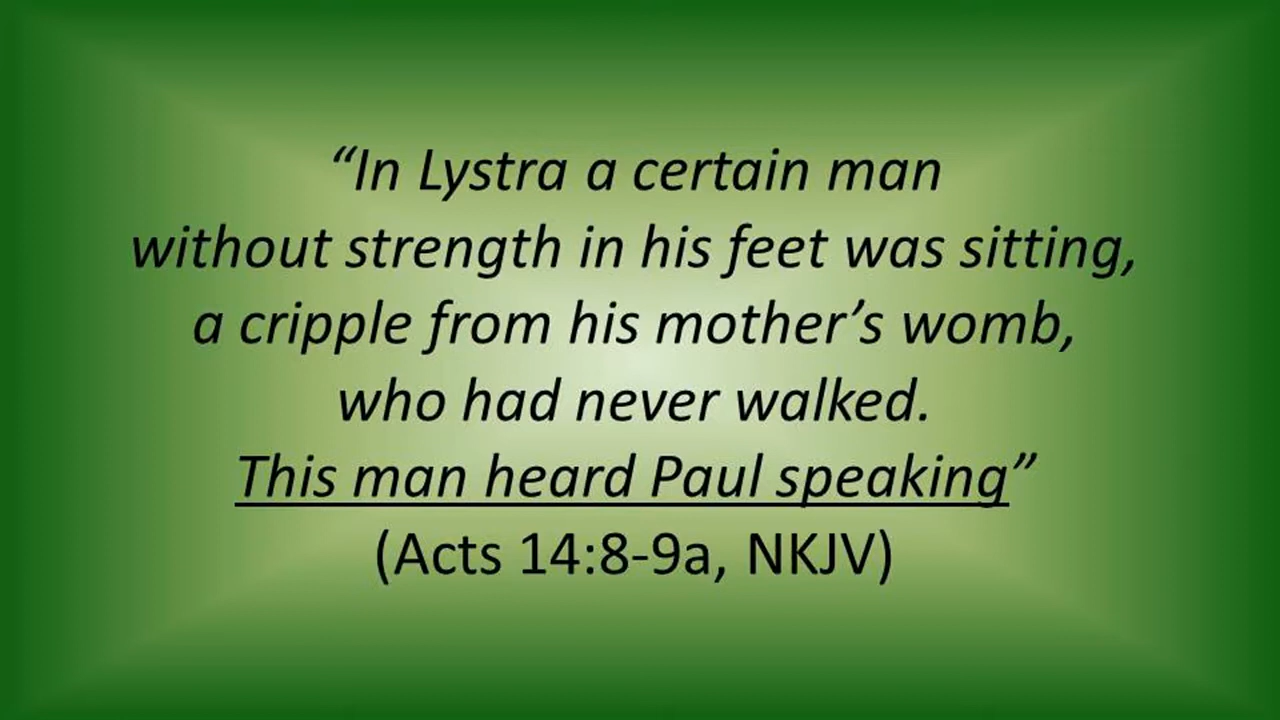 “In Lystra a certain man
without strength in his feet was sitting,
a cripple from his mother’s womb,
who had never walked.
This man heard Paul speaking”
(Acts 14:8-9a, NKJV)